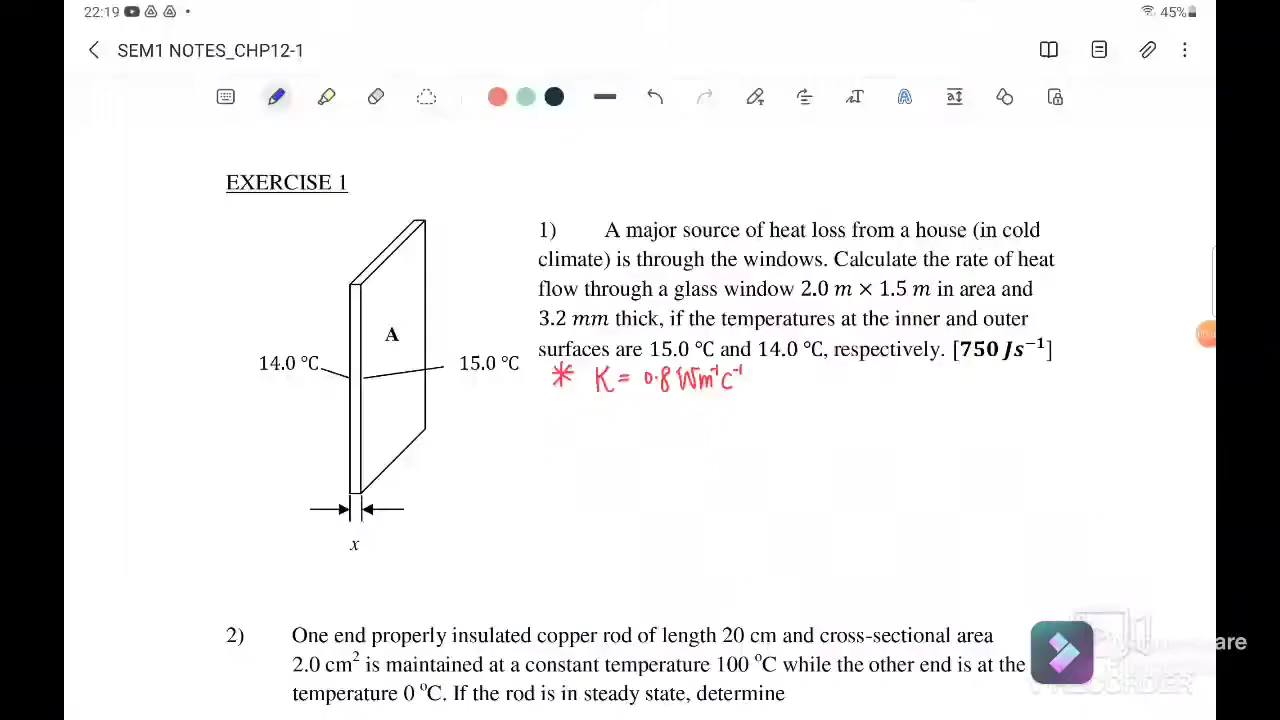 22:19
45%
SEM1 NOTES_CHP12-1
EXERCISE 1
1) A major source of heat loss from a house (in cold
climate) is through the windows. Calculate the rate of heat
flow through a glass window 2.0 m × 1.5 m in area and
3.2 mm thick, if the temperatures at the inner and outer
surfaces are 15.0 ℃ and 14.0 ℃, respectively. [750 Js⁻¹]
* K = 0.8 Wm⁻¹C⁻¹
A
14.0 ℃
15.0 ℃
x
2) One end properly insulated copper rod of length 20 cm and cross-sectional area
2.0 cm² is maintained at a constant temperature 100 ºC while the other end is at the
temperature 0 ºC. If the rod is in steady state, determine
RECORDER